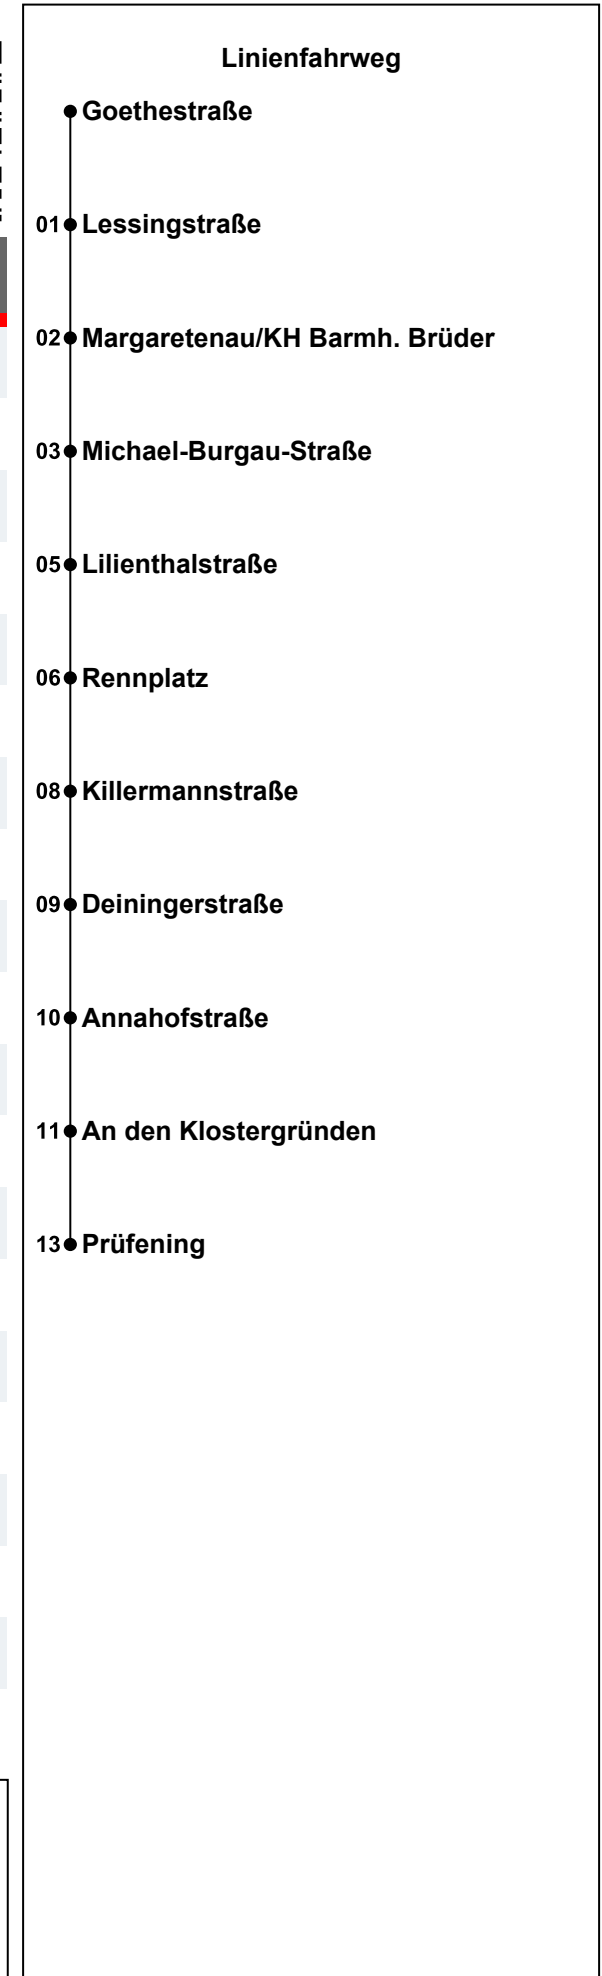 Linienfahrweg
Goethestraße
01 Lessingstraße
02 Margaretenau/KH Barmh. Brüder
03 Michael-Burgau-Straße
05 Lilienthalstraße
06 Rennplatz
08 Killermannstraße
09 Deiningerstraße
10 Annahofstraße
11 An den Klostergründen
13 Prüfening